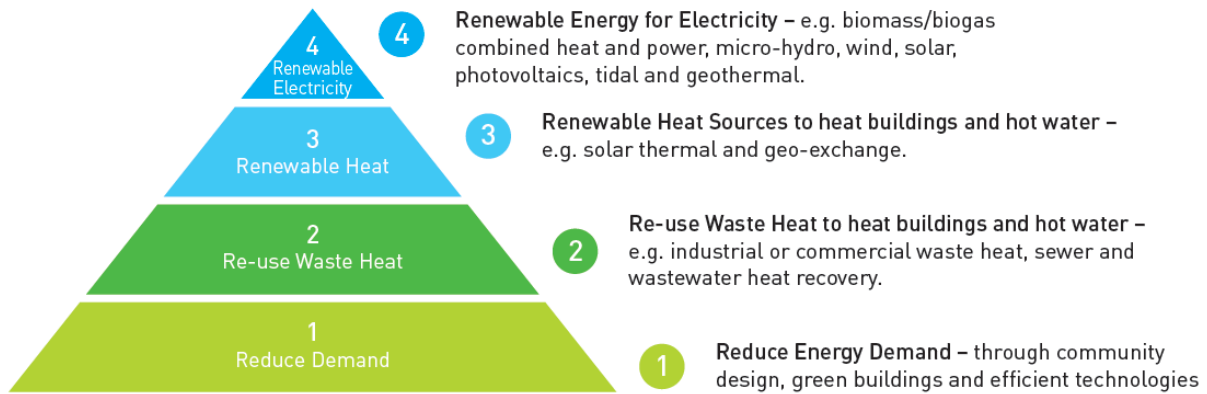 4
Renewable
Electricity
4
Renewable Energy for Electricity – e.g. biomass/biogas
combined heat and power, micro-hydro, wind, solar,
photovoltaics, tidal and geothermal.
3
Renewable Heat
3
Renewable Heat Sources to heat buildings and hot water –
e.g. solar thermal and geo-exchange.
2
Re-use Waste Heat
2
Re-use Waste Heat to heat buildings and hot water –
e.g. industrial or commercial waste heat, sewer and
wastewater heat recovery.
1
Reduce Demand
1
Reduce Energy Demand – through community
design, green buildings and efficient technologies